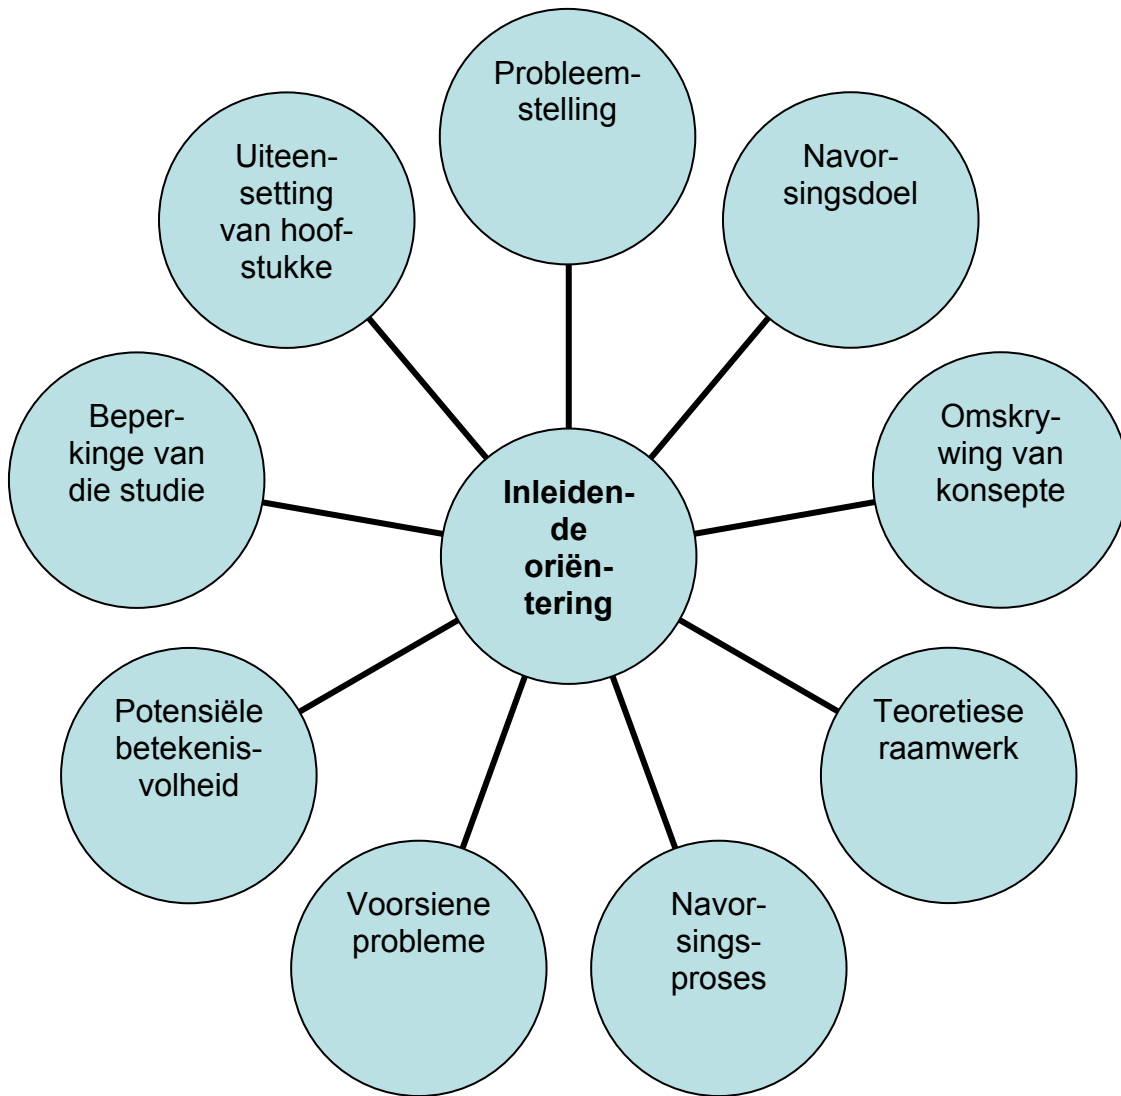 Probleem-
stelling
Navor-
singsdoel
Omskry-
wing van
konsepte
Teoretiese
raamwerk
Navor-
sings-
proses
Voorsiene
probleme
Potensiële
betekenis-
volheid
Beper-
kinge van
die studie
Uiteen-
setting
van hoof-
stukke
Inleiden-
de
oriën-
tering